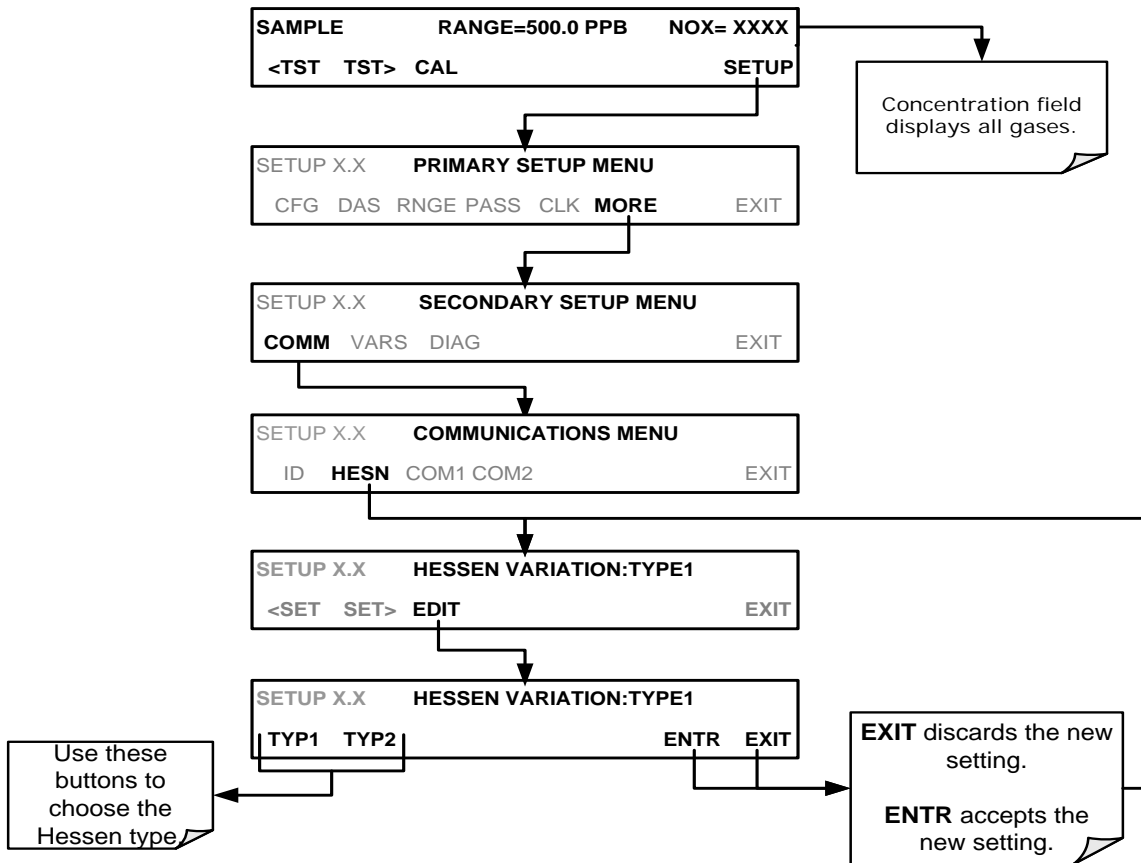 SAMPLE RANGE=500.0 PPB NOX= XXXX
<TST TST> CAL SETUP
Concentration field
displays all gases.
SETUP X.X PRIMARY SETUP MENU
CFG DAS RNGE PASS CLK MORE EXIT
SETUP X.X SECONDARY SETUP MENU
COMM VARS DIAG EXIT
SETUP X.X COMMUNICATIONS MENU
ID HESN COM1 COM2 EXIT
SETUP X.X HESSEN VARIATION:TYPE1
<SET SET> EDIT EXIT
SETUP X.X HESSEN VARIATION:TYPE1
TYP1 TYP2 ENTR EXIT
Use these
buttons to
choose the
Hessen type.
EXIT discards the new
setting.
ENTR accepts the
new setting.